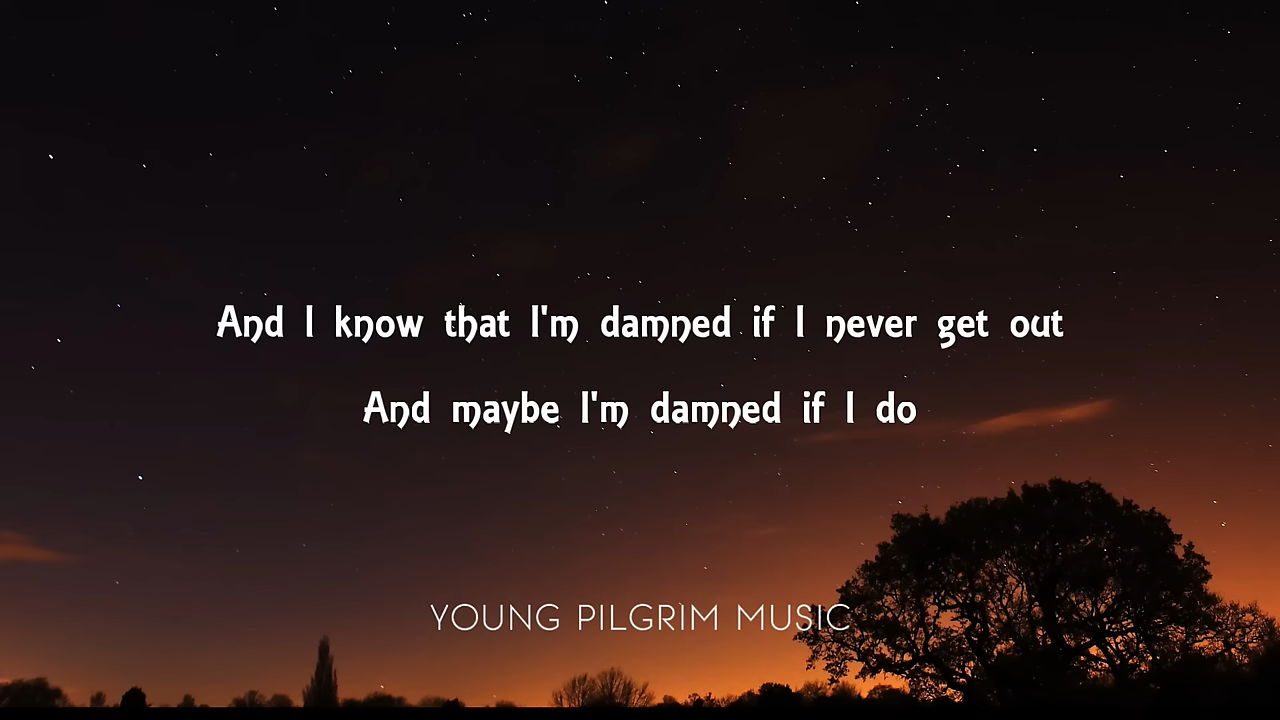 And I know that I'm damned if I never get out
And maybe I'm damned if I do
YOUNG PILGRIM MUSIC